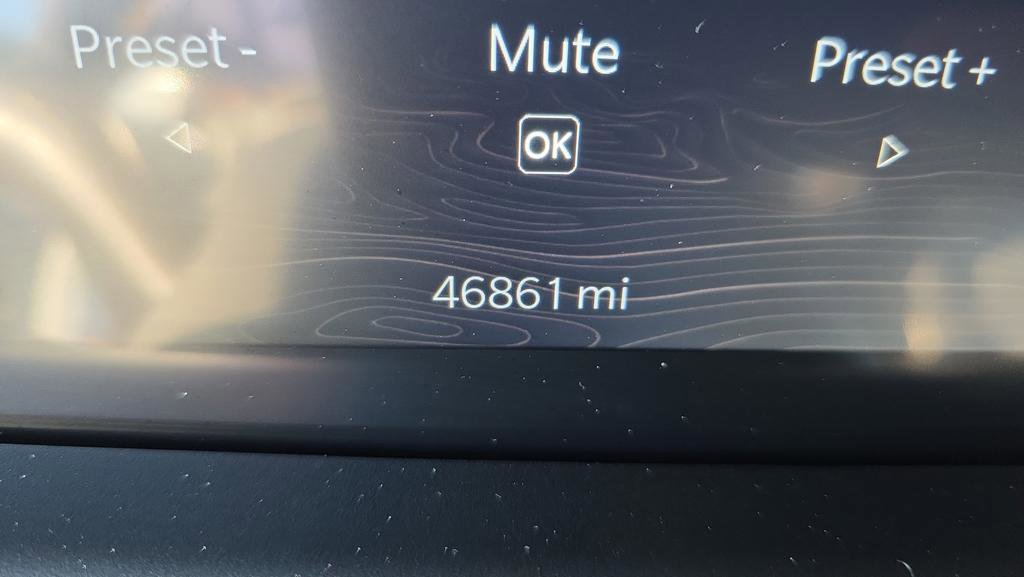 Preset - Mute Preset +
OK
46861 mi